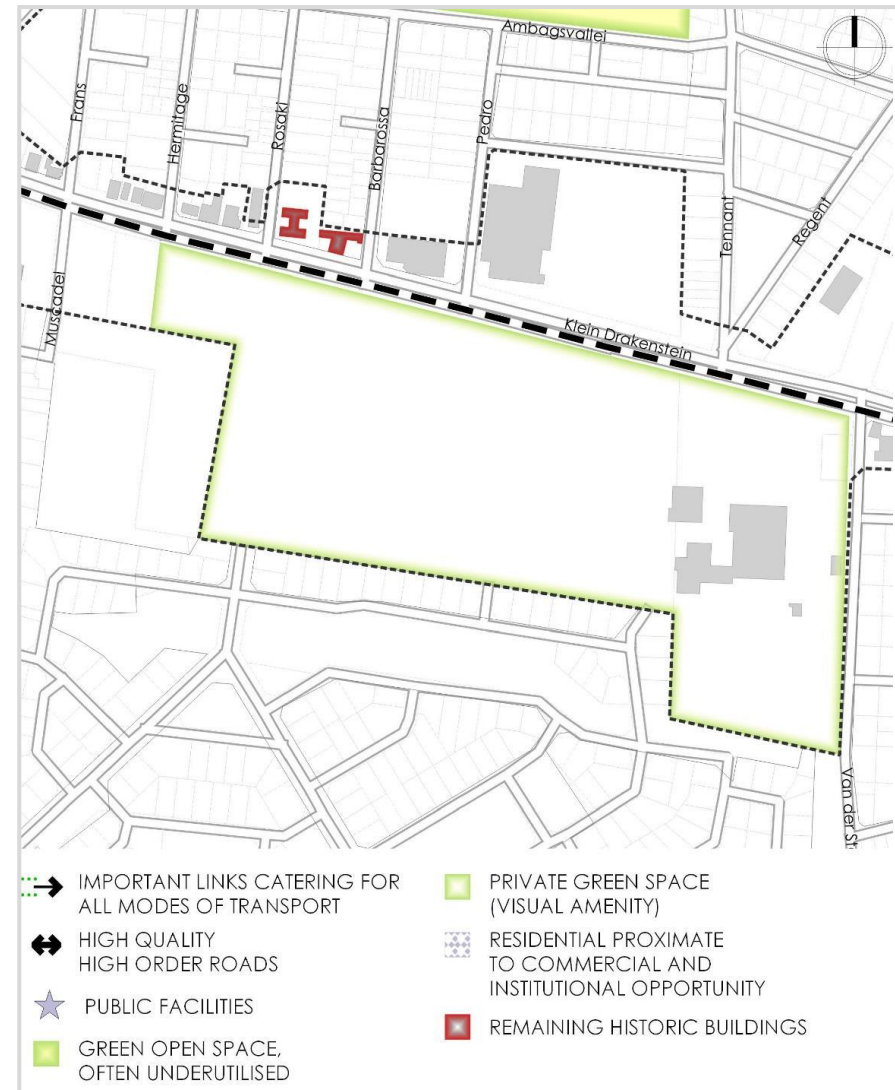 Ambagsvallei
Frans
Hermitage
Rosakl
Barbarossa
Pedro
Tennant
Regent
Muscadel
Klein Drakenstein
Van der St
IMPORTANT LINKS CATERING FOR
ALL MODES OF TRANSPORT
HIGH QUALITY
HIGH ORDER ROADS
PUBLIC FACILITIES
GREEN OPEN SPACE,
OFTEN UNDERUTILISED
PRIVATE GREEN SPACE
(VISUAL AMENITY)
RESIDENTIAL PROXIMATE
TO COMMERCIAL AND
INSTITUTIONAL OPPORTUNITY
REMAINING HISTORIC BUILDINGS